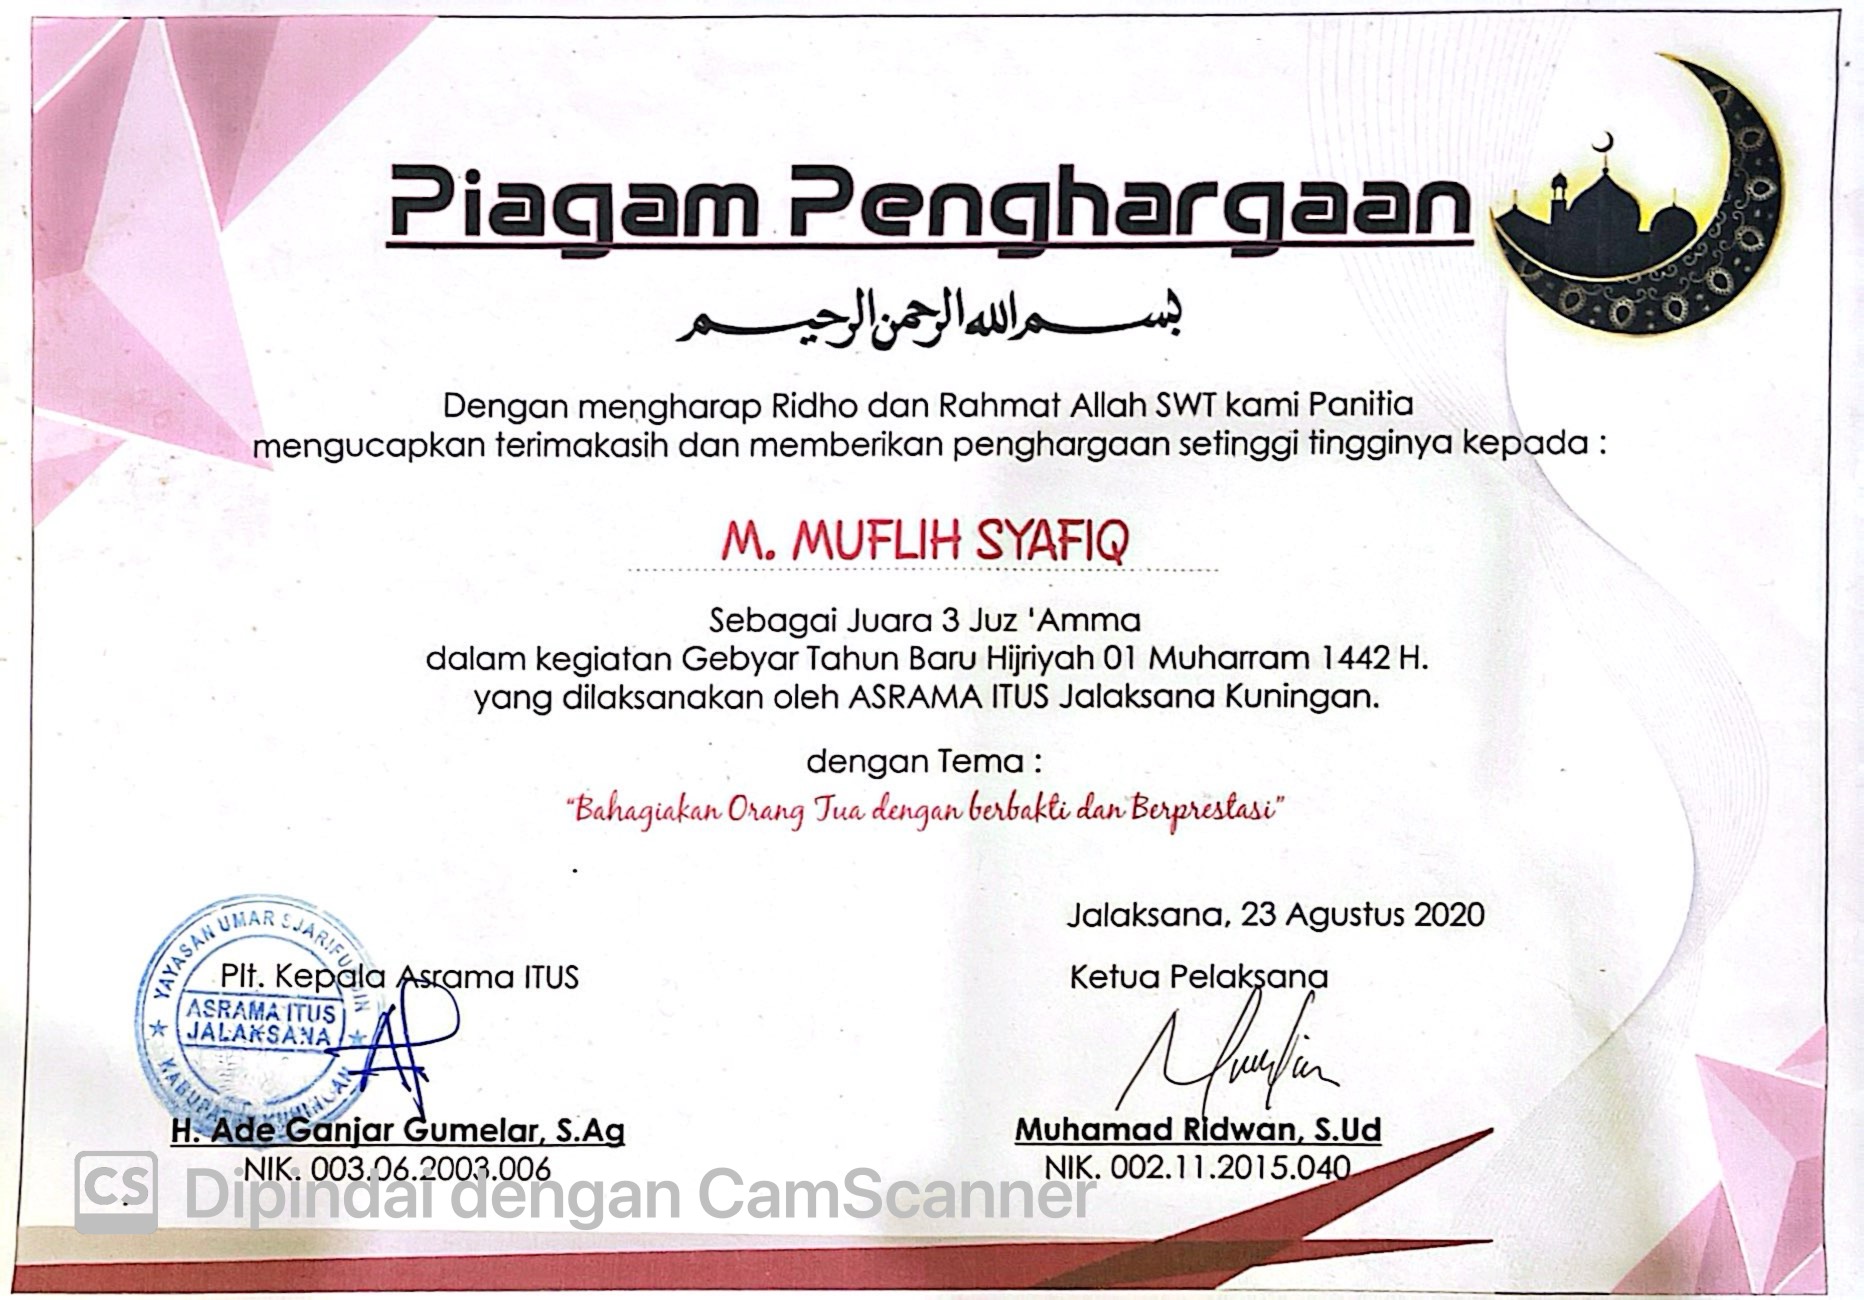 Piagam Penghargaan
بسم الله الرحمن الرحيم
Dengan mengharap Ridho dan Rahmat Allah SWT kami Panitia
mengucapkan terimakasih dan memberikan penghargaan setinggi tingginya kepada :
M. MUFLIH SYAFIQ
Sebagai Juara 3 Juz 'Amma
dalam kegiatan Gebyar Tahun Baru Hijriyah 01 Muharram 1442 H.
yang dilaksanakan oleh ASRAMA ITUS Jalaksana Kuningan.
dengan Tema :
"Bahagiakan Orang Tua dengan berbakti dan Berprestasi"
Jalaksana, 23 Agustus 2020
Plt. Kepala Asrama ITUS
Ketua Pelaksana
YAYASAN UMAR SJARIFUDDIN
ASRAMA ITUS
JALAKSANA
KABUPATEN KUNINGAN
H. Ade Ganjar Gumelar, S.Ag
NIK. 003.06.2003.006
Muhamad Ridwan, S.Ud
NIK. 002.11.2015.040
CS Dipindai dengan CamScanner